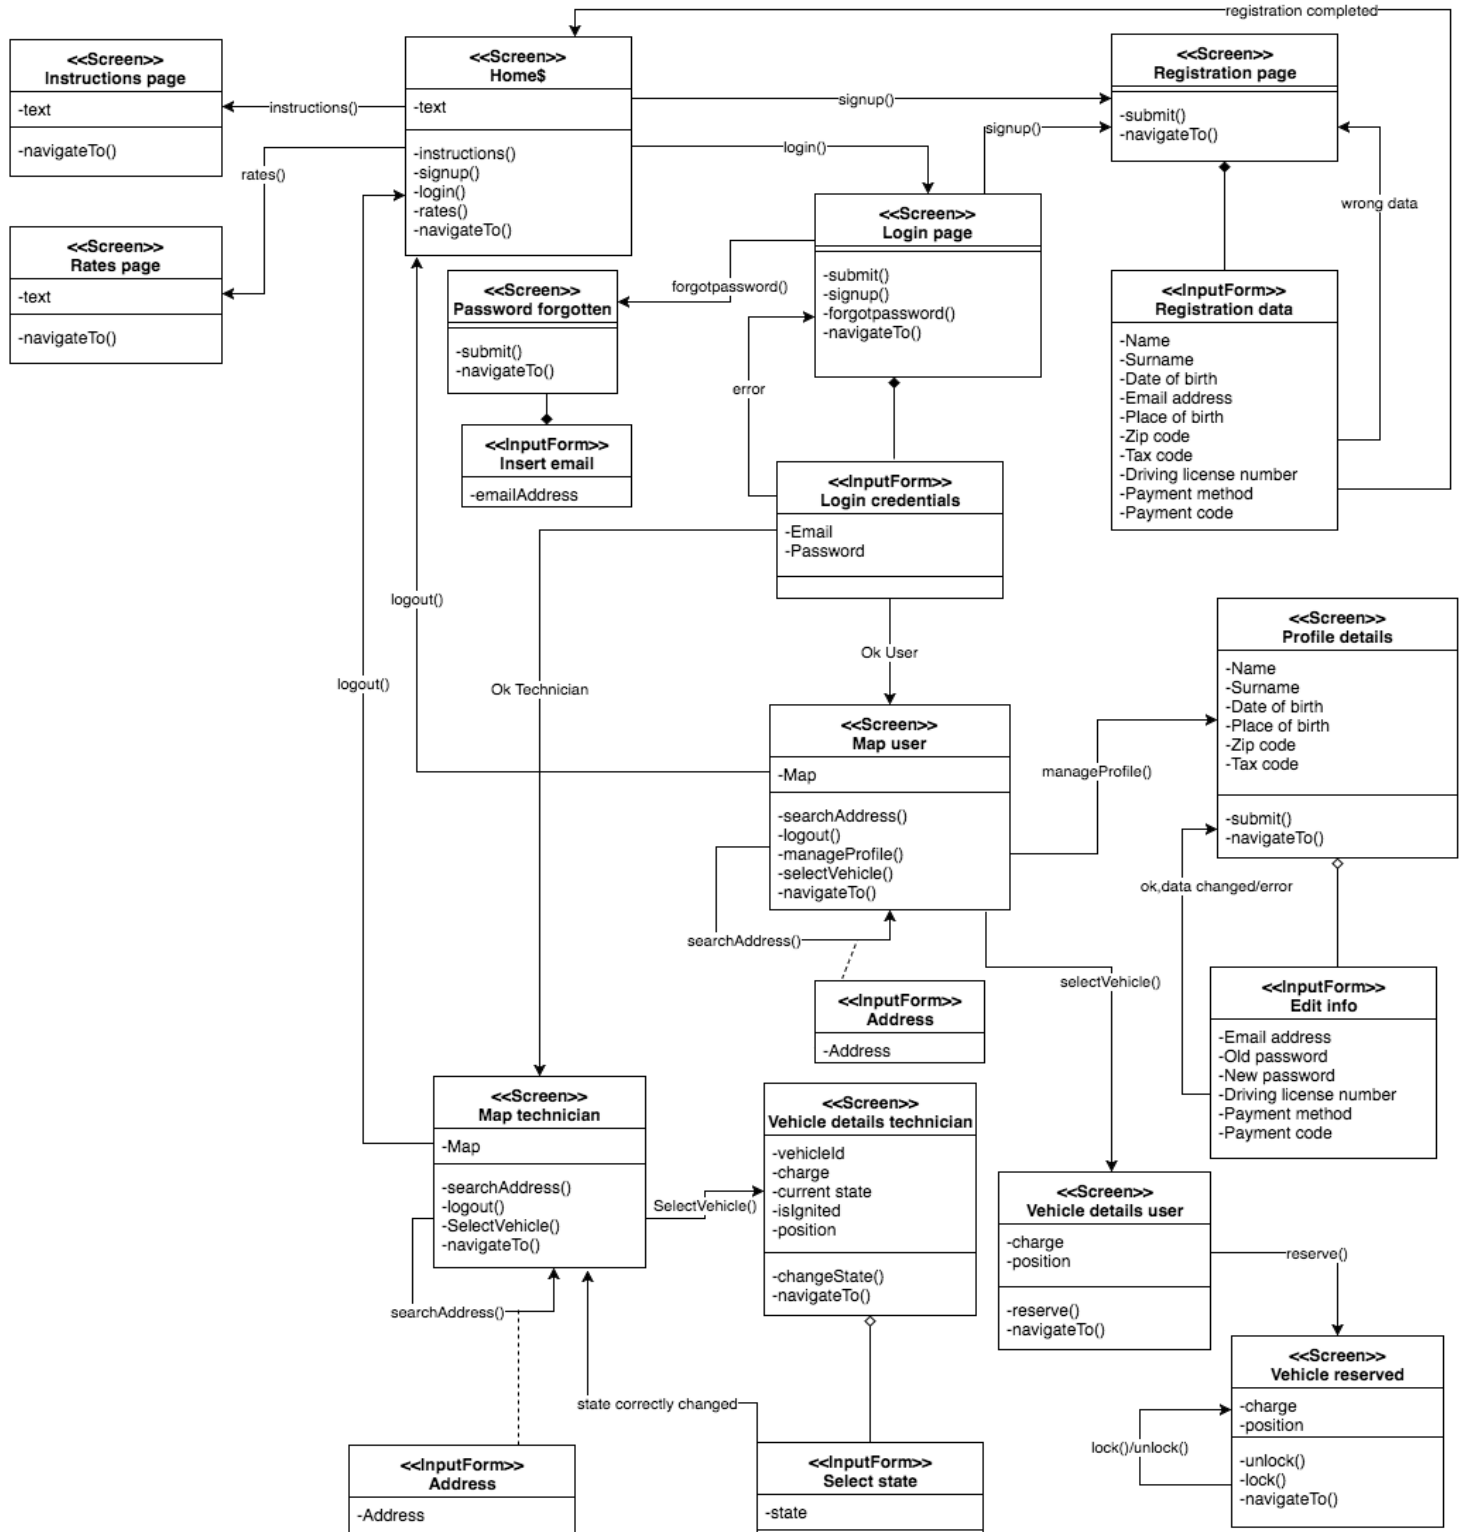 registration completed
<<Screen>>
Instructions page
-text
-navigateTo()
instructions()
rates()
<<Screen>>
Rates page
-text
-navigateTo()
<<Screen>>
Home$
-text
-instructions()
-signup()
-login()
-rates()
-navigateTo()
signup()
login()
signup()
<<Screen>>
Registration page
-submit()
-navigateTo()
wrong data
<<Screen>>
Login page
-submit()
-signup()
-forgotpassword()
-navigateTo()
forgotpassword()
<<Screen>>
Password forgotten
-submit()
-navigateTo()
<<InputForm>>
Insert email
-emailAddress
error
<<InputForm>>
Registration data
-Name
-Surname
-Date of birth
-Email address
-Place of birth
-Zip code
-Tax code
-Driving license number
-Payment method
-Payment code
<<InputForm>>
Login credentials
-Email
-Password
logout()
logout()
Ok Technician
Ok User
<<Screen>>
Map user
-Map
-searchAddress()
-logout()
-manageProfile()
-selectVehicle()
-navigateTo()
searchAddress()
manageProfile()
<<Screen>>
Profile details
-Name
-Surname
-Date of birth
-Place of birth
-Zip code
-Tax code
-submit()
-navigateTo()
ok,data changed/error
<<InputForm>>
Address
-Address
selectVehicle()
<<InputForm>>
Edit info
-Email address
-Old password
-New password
-Driving license number
-Payment method
-Payment code
<<Screen>>
Map technician
-Map
-searchAddress()
-logout()
-SelectVehicle()
-navigateTo()
searchAddress()
SelectVehicle()
<<Screen>>
Vehicle details technician
-vehicleId
-charge
-current state
-isIgnited
-position
-changeState()
-navigateTo()
<<Screen>>
Vehicle details user
-charge
-position
-reserve()
-navigateTo()
reserve()
<<Screen>>
Vehicle reserved
-charge
-position
-unlock()
-lock()
-navigateTo()
lock()/unlock()
state correctly changed
<<InputForm>>
Address
-Address
<<InputForm>>
Select state
-state